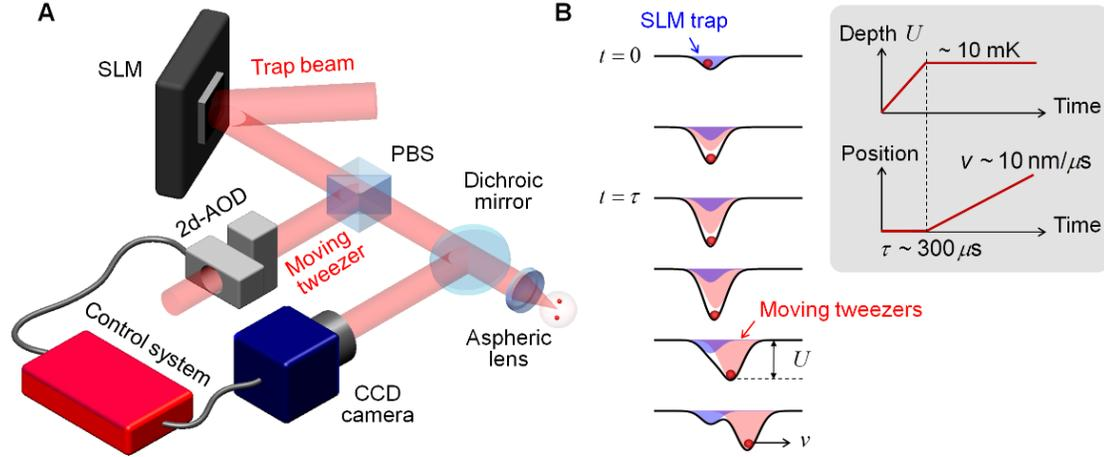 A
SLM
Trap beam
PBS
Dichroic
mirror
2d-AOD
Moving
tweezer
Control system
CCD
camera
Aspheric
lens
B
SLM trap
t = 0
t = τ
Moving tweezers
U
v
Depth U
~ 10 mK
Time
Position
v ~ 10 nm/μs
Time
τ ~ 300 μs